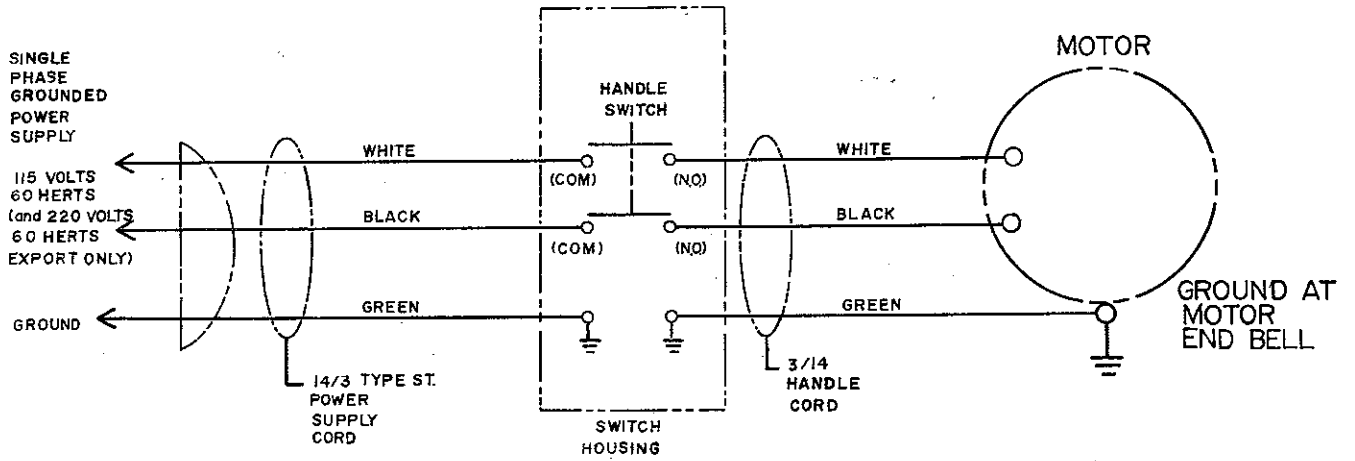 SINGLE
PHASE
GROUNDED
POWER
SUPPLY
115 VOLTS
60 HERTS
(and 220 VOLTS
60 HERTS
EXPORT ONLY)
GROUND
WHITE
BLACK
GREEN
14/3 TYPE ST.
POWER
SUPPLY
CORD
HANDLE
SWITCH
(COM)
(N.O.)
(COM)
(N.O.)
SWITCH
HOUSING
WHITE
BLACK
GREEN
3/14
HANDLE
CORD
MOTOR
GROUND AT
MOTOR
END BELL